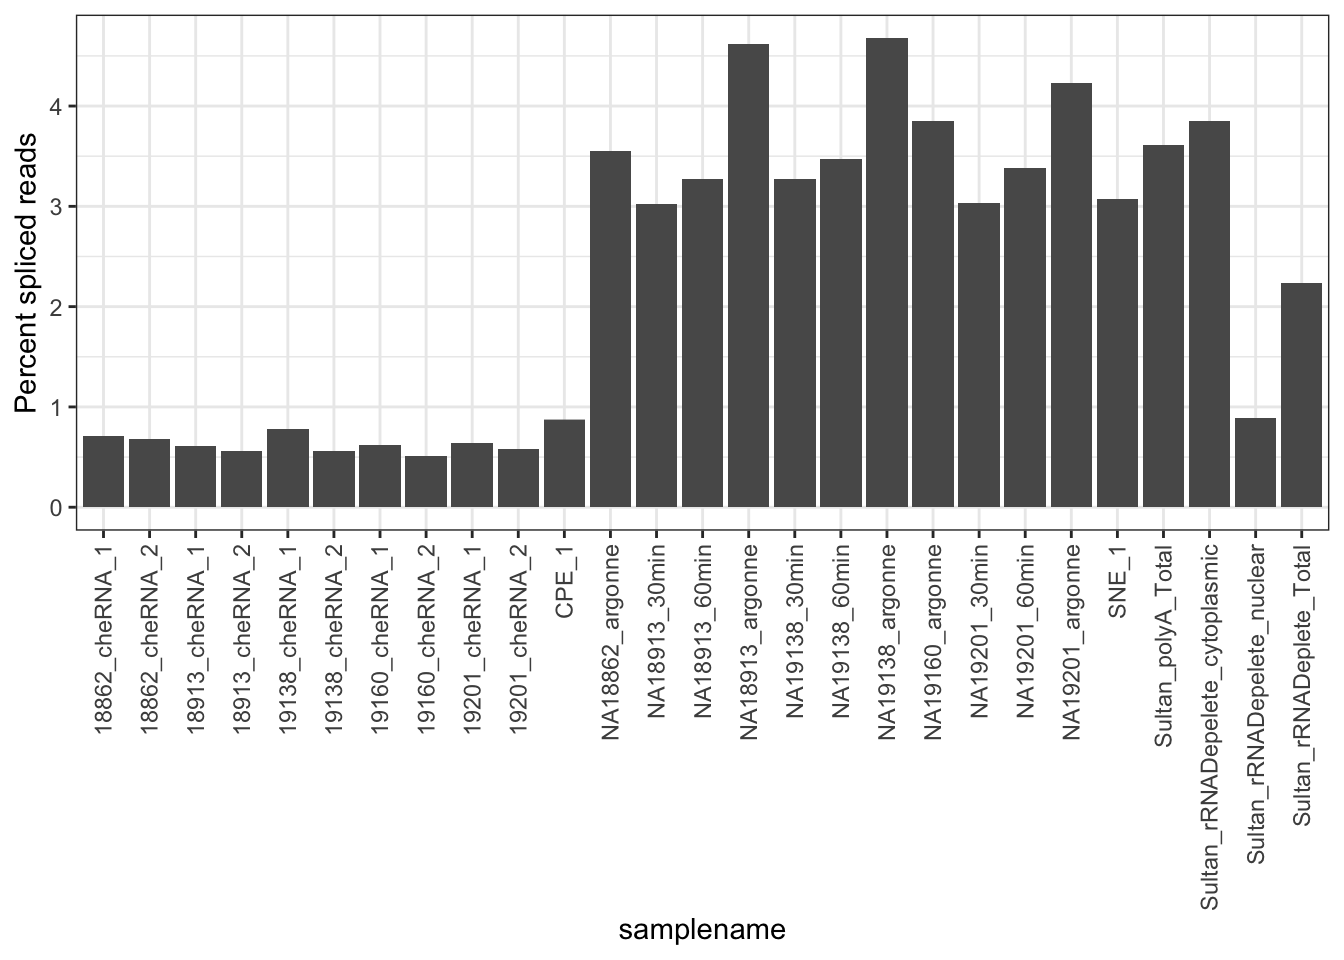 Percent spliced reads
4
3
2
1
0
18862_cheRNA_1
18862_cheRNA_2
18913_cheRNA_1
18913_cheRNA_2
19138_cheRNA_1
19138_cheRNA_2
19160_cheRNA_1
19160_cheRNA_2
19201_cheRNA_1
19201_cheRNA_2
CPE_1
NA18862_argonne
NA18913_30min
NA18913_60min
NA18913_argonne
NA19138_30min
NA19138_60min
NA19138_argonne
NA19160_argonne
NA19201_30min
NA19201_60min
NA19201_argonne
SNE_1
Sultan_polyA_Total
Sultan_rRNADepelete_cytoplasmic
Sultan_rRNADepelete_nuclear
Sultan_rRNADeplete_Total
samplename